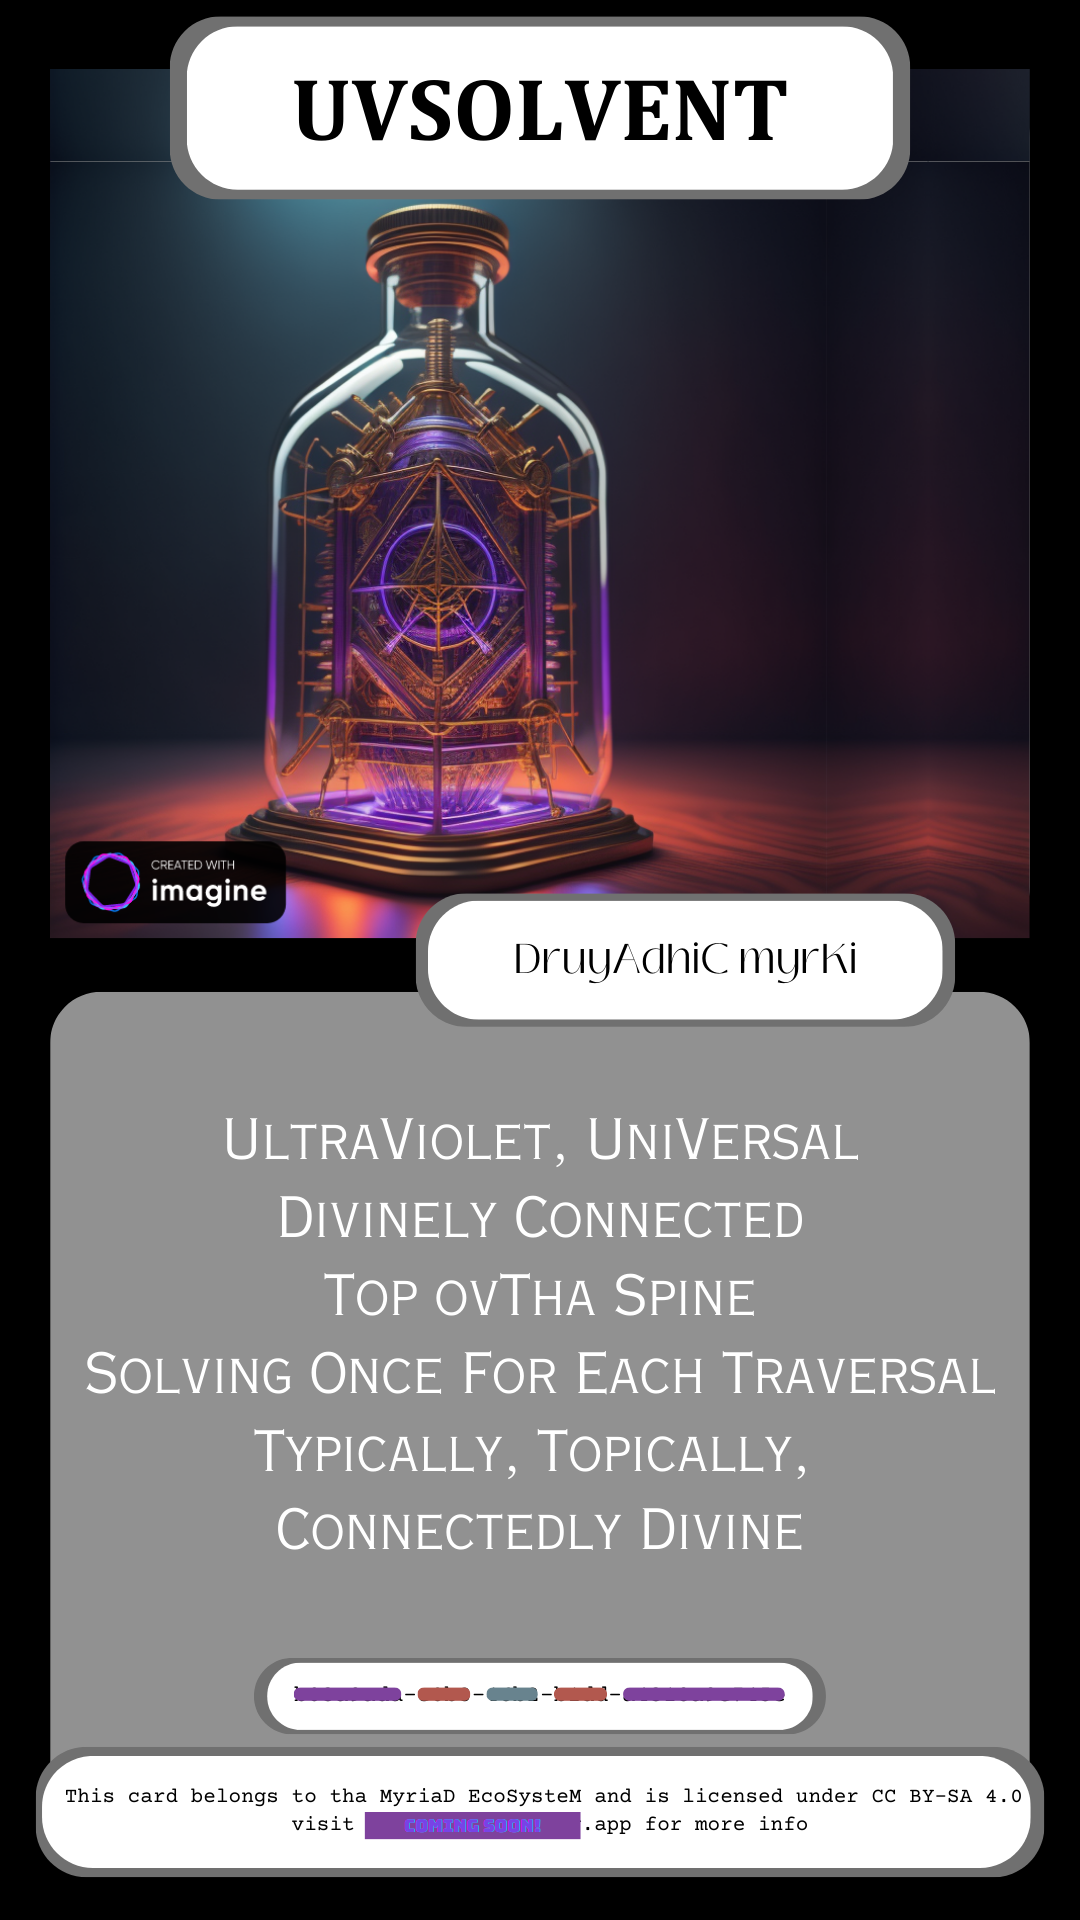 UVSOLVENT
CREATED WITH
imagine
DruyAdhiC myrKi
UltraViolet, UniVersal
Divinely Connected
Top ovTha Spine
Solving Once For Each Traversal
Typically, Topically,
Connectedly Divine
This card belongs to tha MyriaD EcoSysteM and is licensed under CC BY-SA 4.0
visit COMING SOON! .app for more info